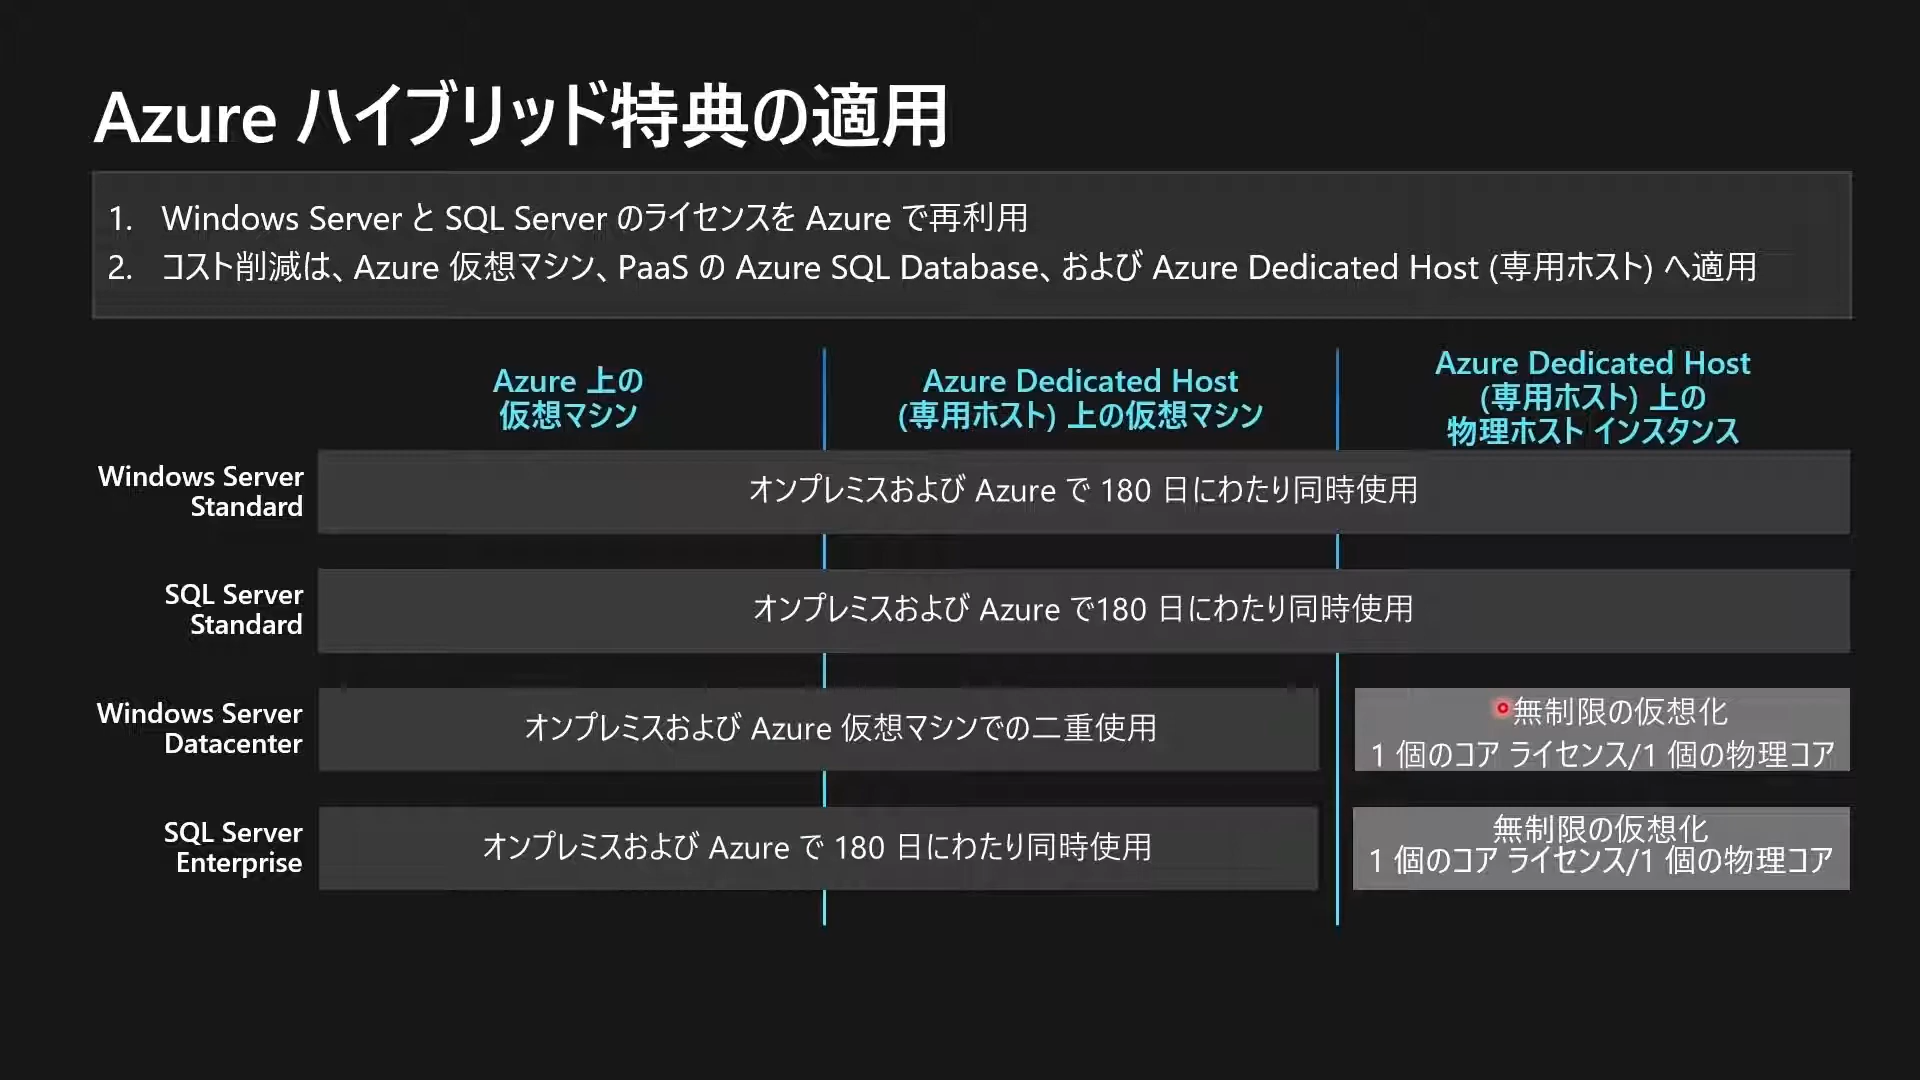 Azure ハイブリッド特典の適用
1. Windows Server と SQL Server のライセンスを Azure で再利用
2. コスト削減は、Azure 仮想マシン、PaaS の Azure SQL Database、および Azure Dedicated Host (専用ホスト) へ適用
Azure 上の
仮想マシン
Azure Dedicated Host
(専用ホスト) 上の仮想マシン
Azure Dedicated Host
(専用ホスト) 上の
物理ホスト インスタンス
Windows Server
Standard
オンプレミスおよび Azure で 180 日にわたり同時使用
SQL Server
Standard
オンプレミスおよび Azure で180 日にわたり同時使用
Windows Server
Datacenter
オンプレミスおよび Azure 仮想マシンでの二重使用
無制限の仮想化
1 個のコア ライセンス/1 個の物理コア
SQL Server
Enterprise
オンプレミスおよび Azure で 180 日にわたり同時使用
無制限の仮想化
1 個のコア ライセンス/1 個の物理コア